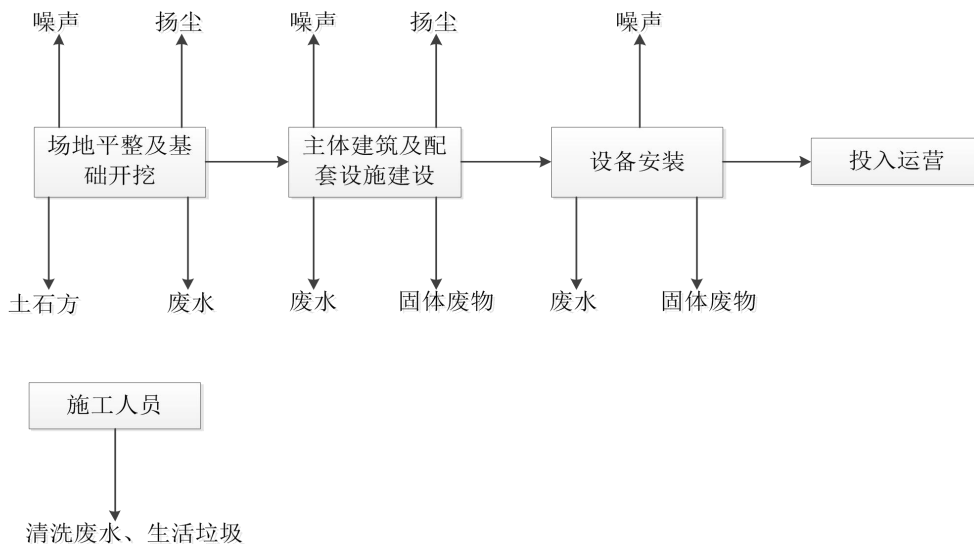 噪声
扬尘
噪声
扬尘
噪声
场地平整及基
础开挖
主体建筑及配
套设施建设
设备安装
投入运营
土石方
废水
废水
固体废物
废水
固体废物
施工人员
清洗废水、生活垃圾